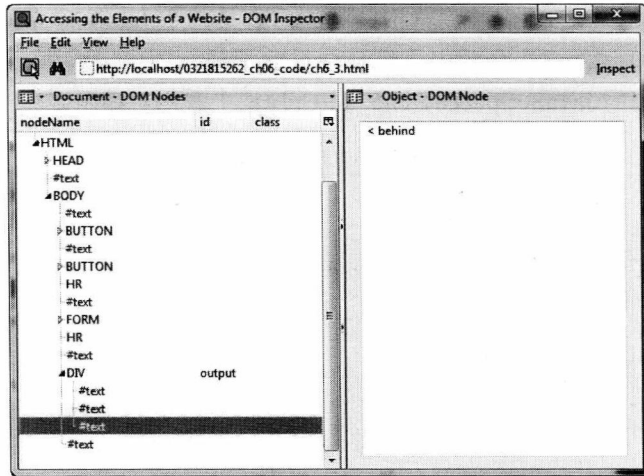 Accessing the Elements of a Website - DOM Inspector
File Edit View Help
http://localhost/0321815262_ch06_code/ch6_3.html
Inspect
Document - DOM Nodes
Object - DOM Node
nodeName id class
< behind
HTML
HEAD
#text
BODY
#text
BUTTON
#text
BUTTON
HR
#text
FORM
HR
#text
DIV output
#text
#text
#text
#text